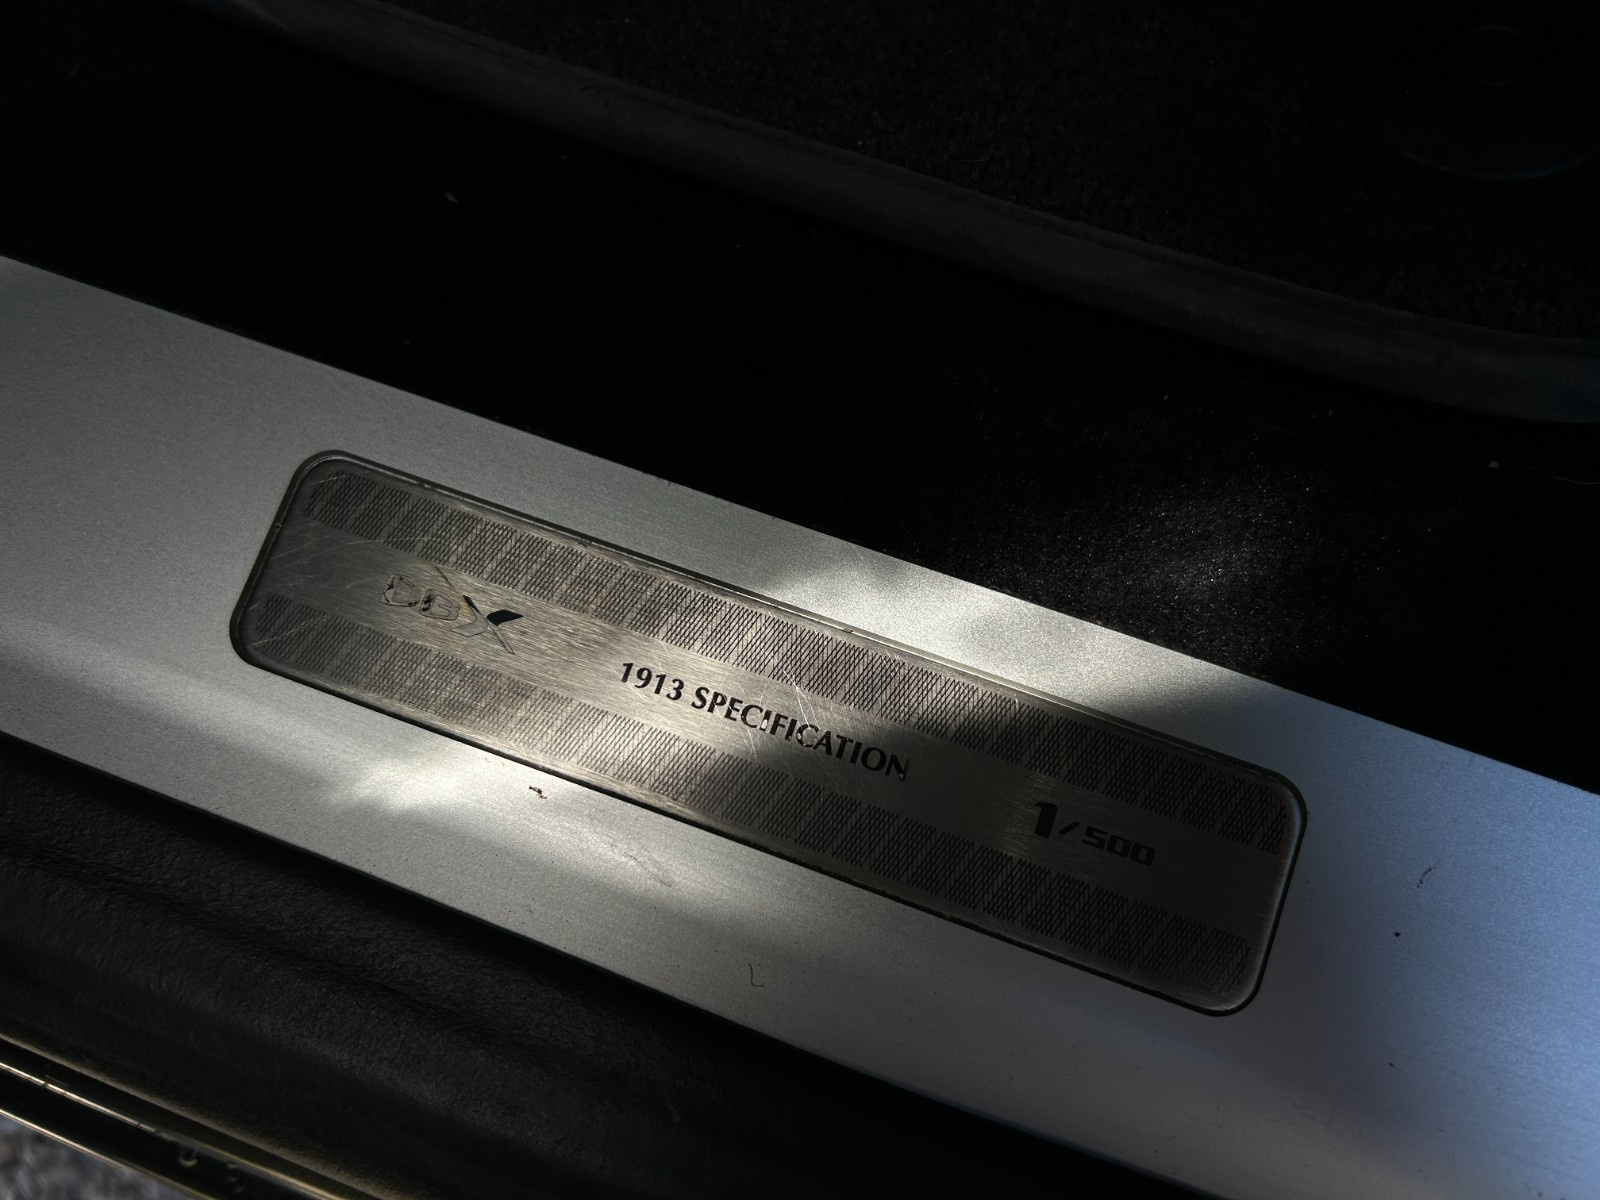 DBX
1913 SPECIFICATION
1/500